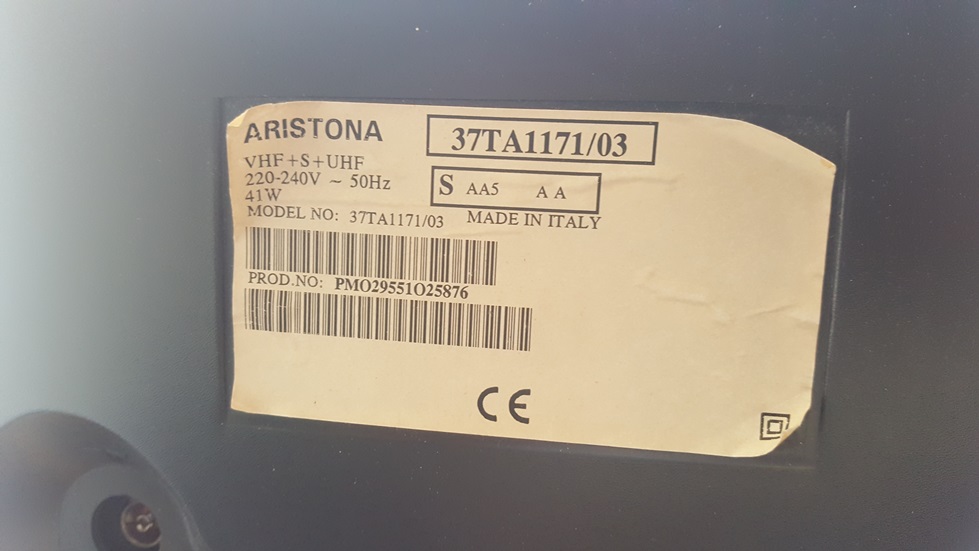 ARISTONA
37TA1171/03
VHF+S+UHF
220-240V ~ 50Hz
41W
S AA5 A A
MODEL NO: 37TA1171/03 MADE IN ITALY
PROD.NO: PM029551025876
CE